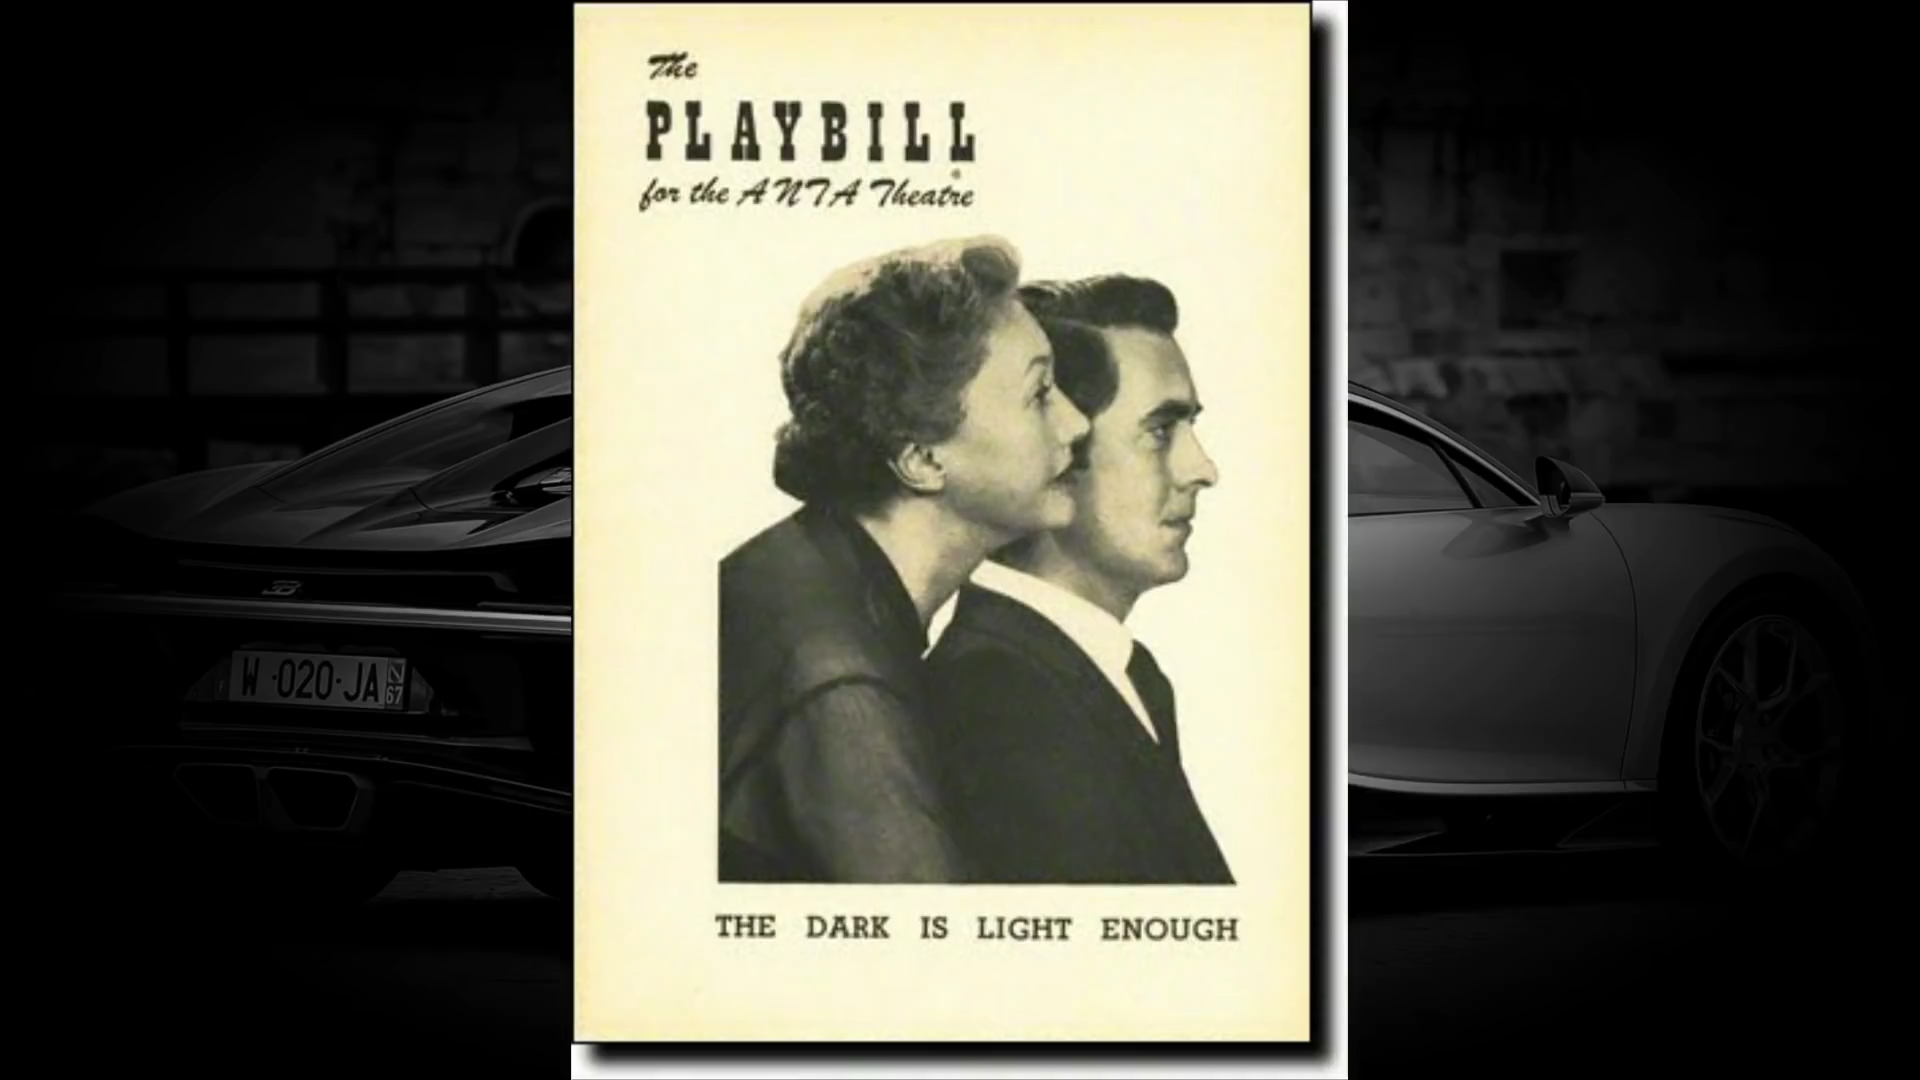 The
PLAYBILL
®
for the ANTA Theatre
THE DARK IS LIGHT ENOUGH
W·020·JA
67